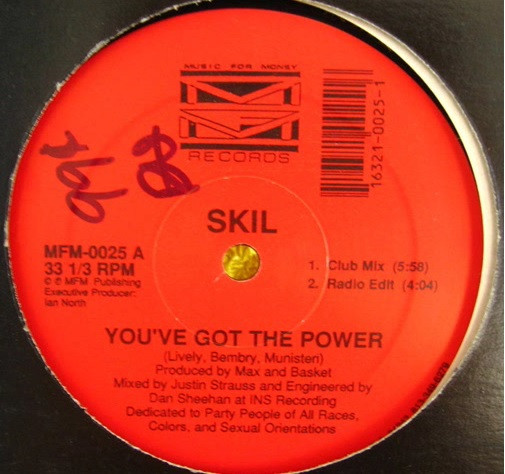 MUSIC FOR MONEY
RECORDS
16321-0025-1
SKIL
MFM-0025 A
33 1/3 RPM
© ℗ MFM Publishing
Executive Producer:
Ian North
1. Club Mix (5:58)
2. Radio Edit (4:04)
YOU'VE GOT THE POWER
(Lively, Bembry, Munisteri)
Produced by Max and Basket
Mixed by Justin Strauss and Engineered by
Dan Sheehan at INS Recording
Dedicated to Party People of All Races,
Colors, and Sexual Orientations